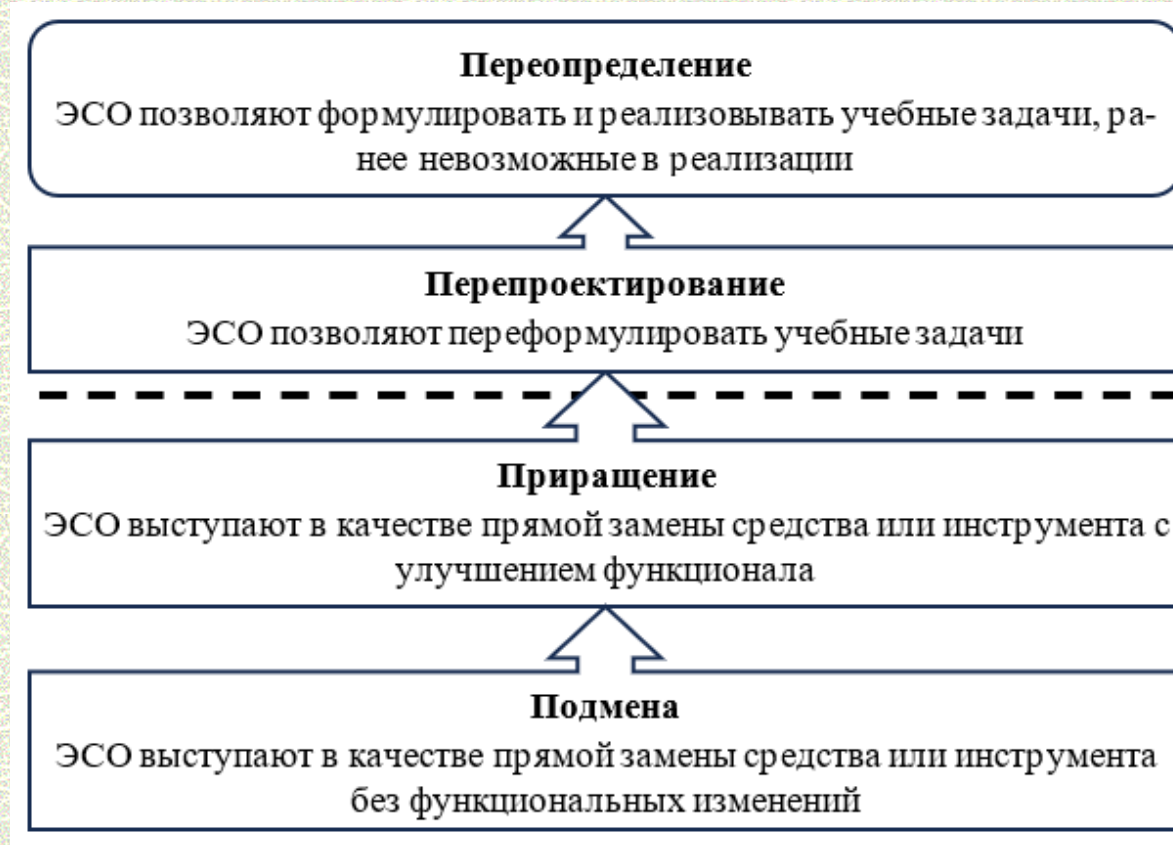 Переопределение
ЭСО позволяют формулировать и реализовывать учебные задачи, ра-
нее невозможные в реализации
Перепроектирование
ЭСО позволяют переформулировать учебные задачи
Приращение
ЭСО выступают в качестве прямой замены средства или инструмента с
улучшением функционала
Подмена
ЭСО выступают в качестве прямой замены средства или инструмента
без функциональных изменений